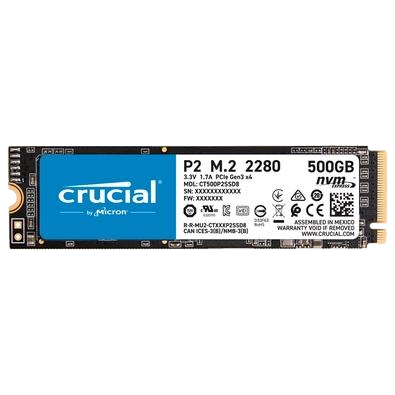 crucial
by Micron
P2 M.2 2280
500GB
3.3V 1.7A PCIe Gen3 x4
MDL: CT500P2SSD8
nvm
EXPRESS
SN: XXXXXXXXXXXX
FW: XXXXXXX
R-R-MU2-CTXXXP2SSD8
CAN ICES-3(B)/NMB-3(B)
RoHS
ASSEMBLED IN MEXICO
WARRANTY VOID IF REMOVED
WWW.CRUCIAL.COM